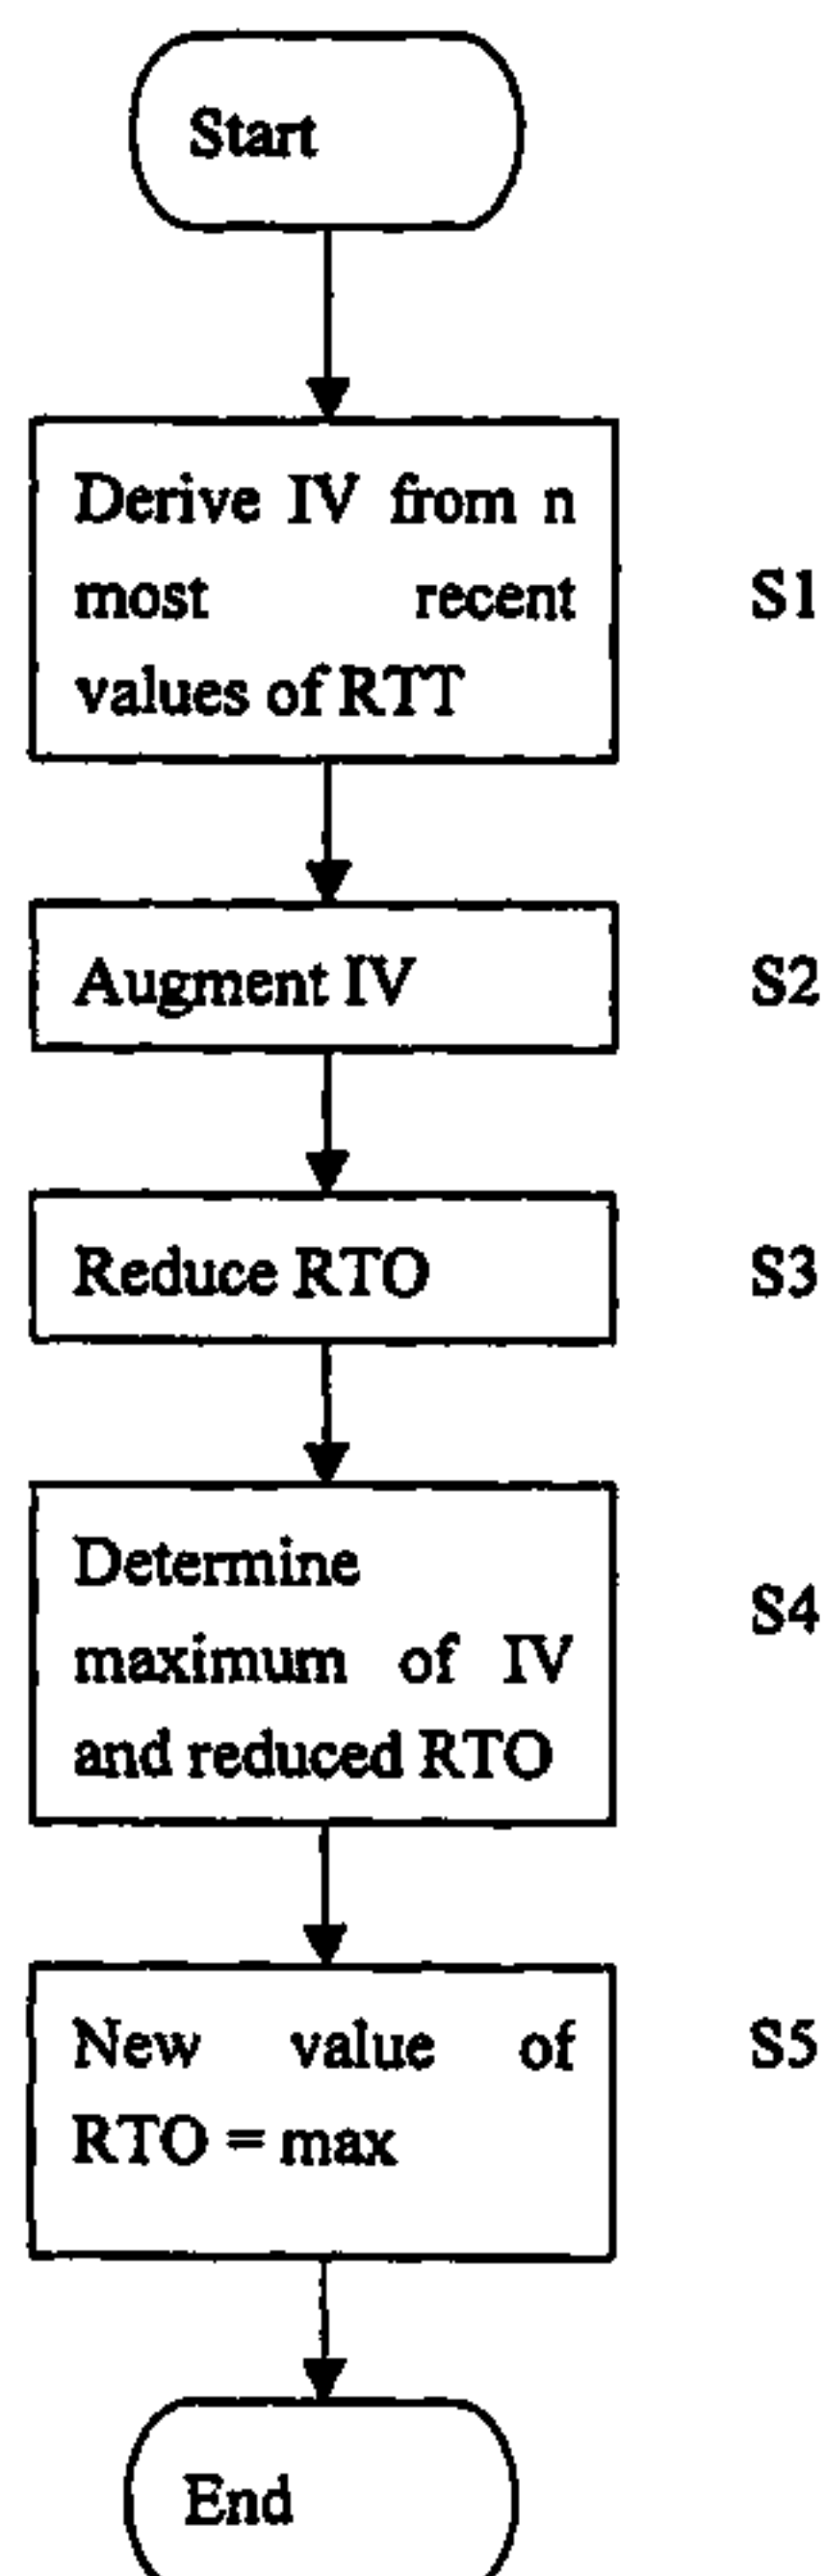 Start
Derive IV from n
most recent
values of RTT
S1
Augment IV
S2
Reduce RTO
S3
Determine
maximum of IV
and reduced RTO
S4
New value of
RTO = max
S5
End